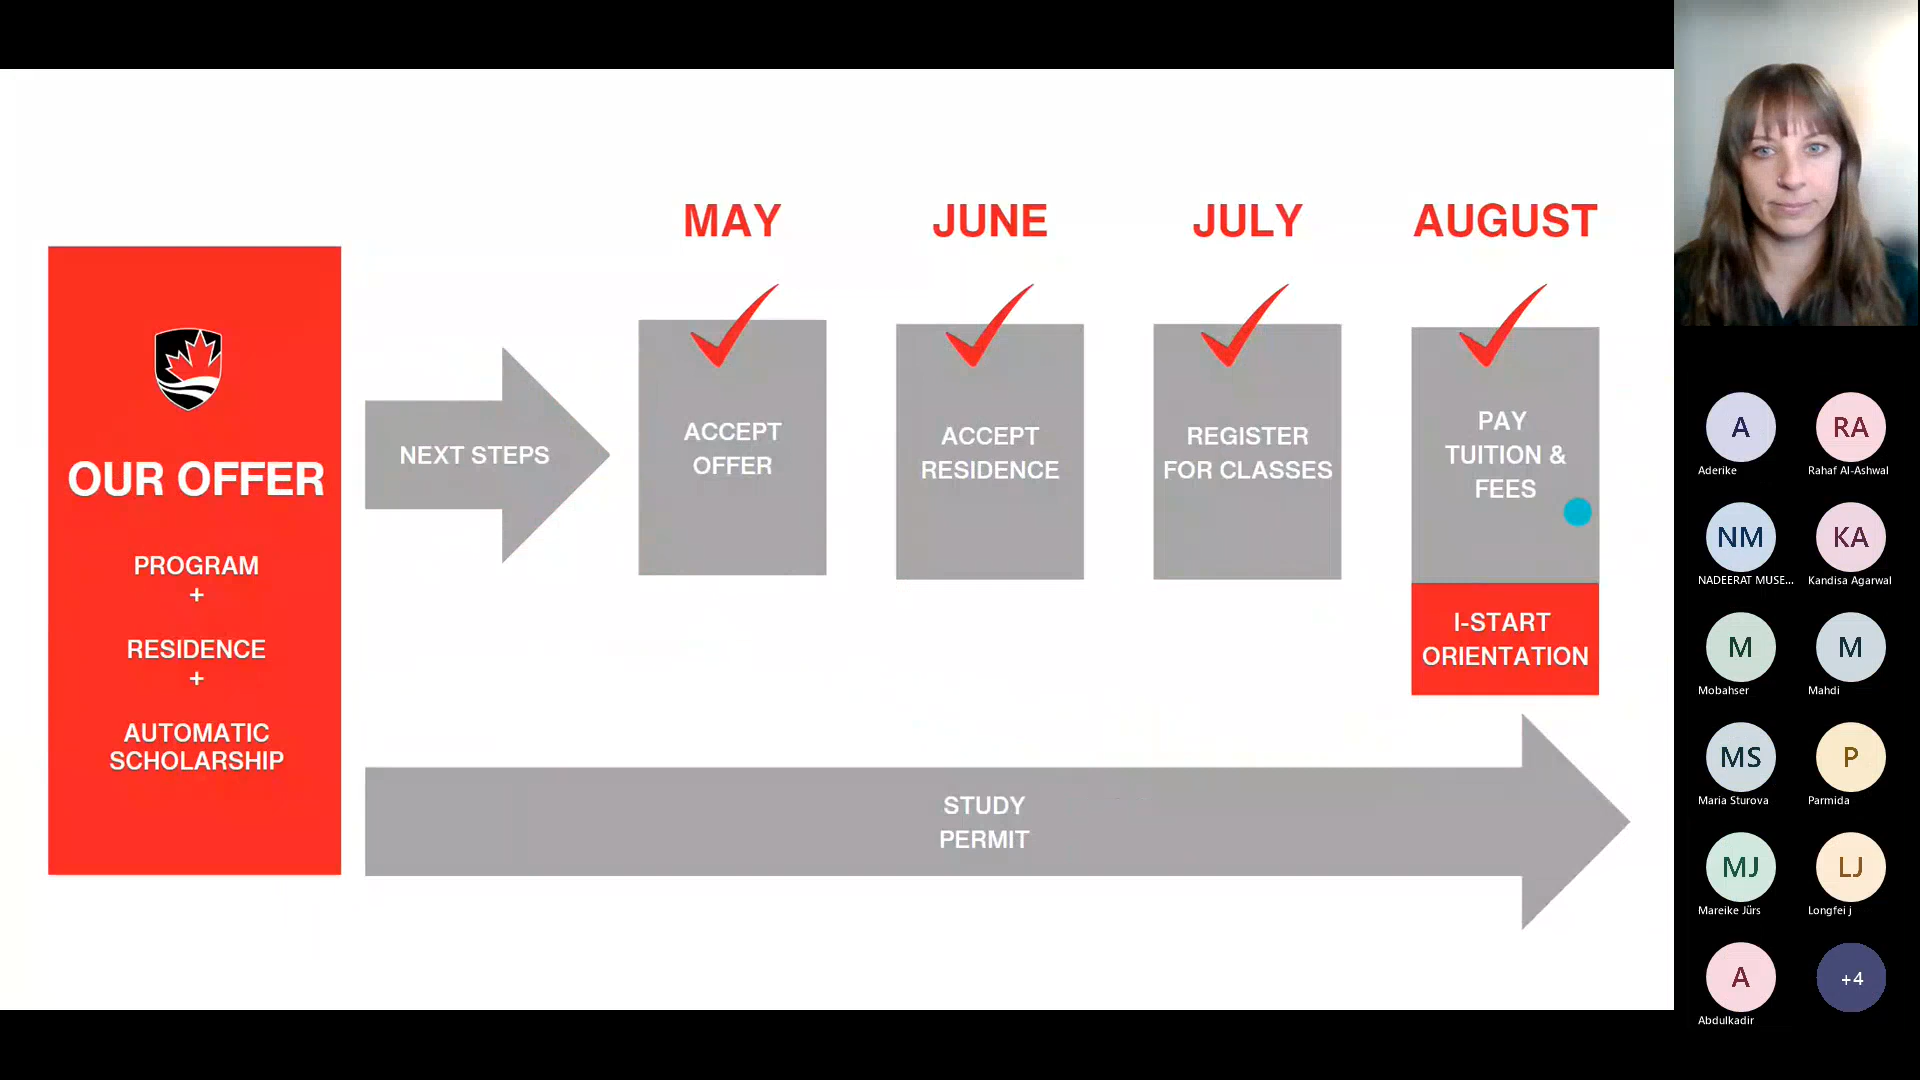 MAY
JUNE
JULY
AUGUST
OUR OFFER
PROGRAM
+
RESIDENCE
+
AUTOMATIC
SCHOLARSHIP
NEXT STEPS
ACCEPT
OFFER
ACCEPT
RESIDENCE
REGISTER
FOR CLASSES
PAY
TUITION &
FEES
I-START
ORIENTATION
STUDY
PERMIT
A
Aderike
RA
Rahaf Al-Ashwal
NM
NADEERAT MUSE...
KA
Kandisa Agarwal
M
Mobahser
M
Mahdi
MS
Maria Sturova
P
Parmida
MJ
Mareike Jürs
LJ
Longfei j
A
Abdulkadir
+4